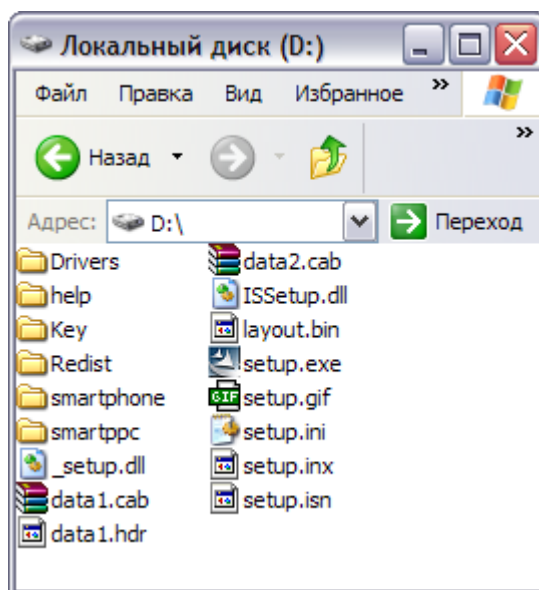 Локальный диск (D:)
Файл Правка Вид Избранное »
Назад »
Адрес: D:\ Переход
Drivers
help
Key
Redist
smartphone
smartppc
_setup.dll
data1.cab
data1.hdr
data2.cab
ISSetup.dll
layout.bin
setup.exe
GIF setup.gif
setup.ini
setup.inx
setup.isn